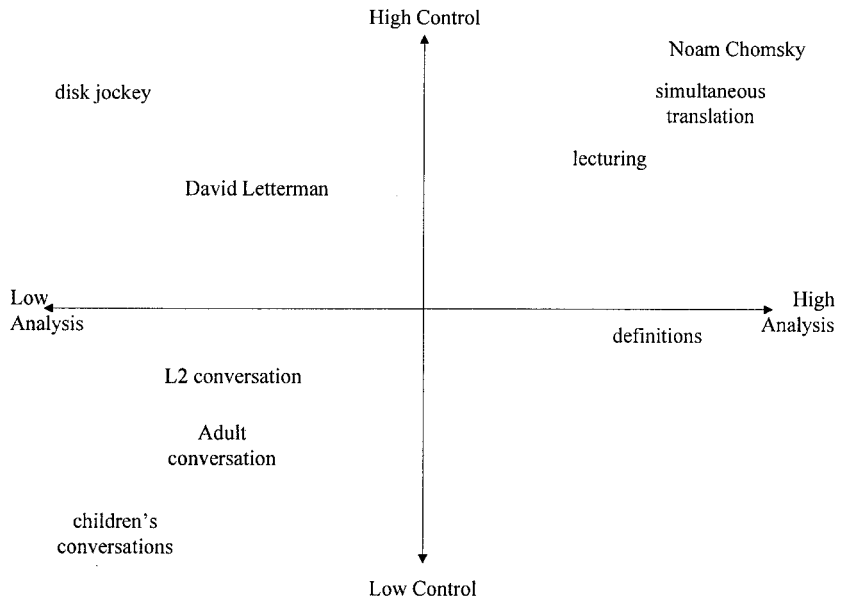 High Control
Noam Chomsky
disk jockey
simultaneous
translation
lecturing
David Letterman
Low
Analysis
High
Analysis
definitions
L2 conversation
Adult
conversation
children's
conversations
Low Control